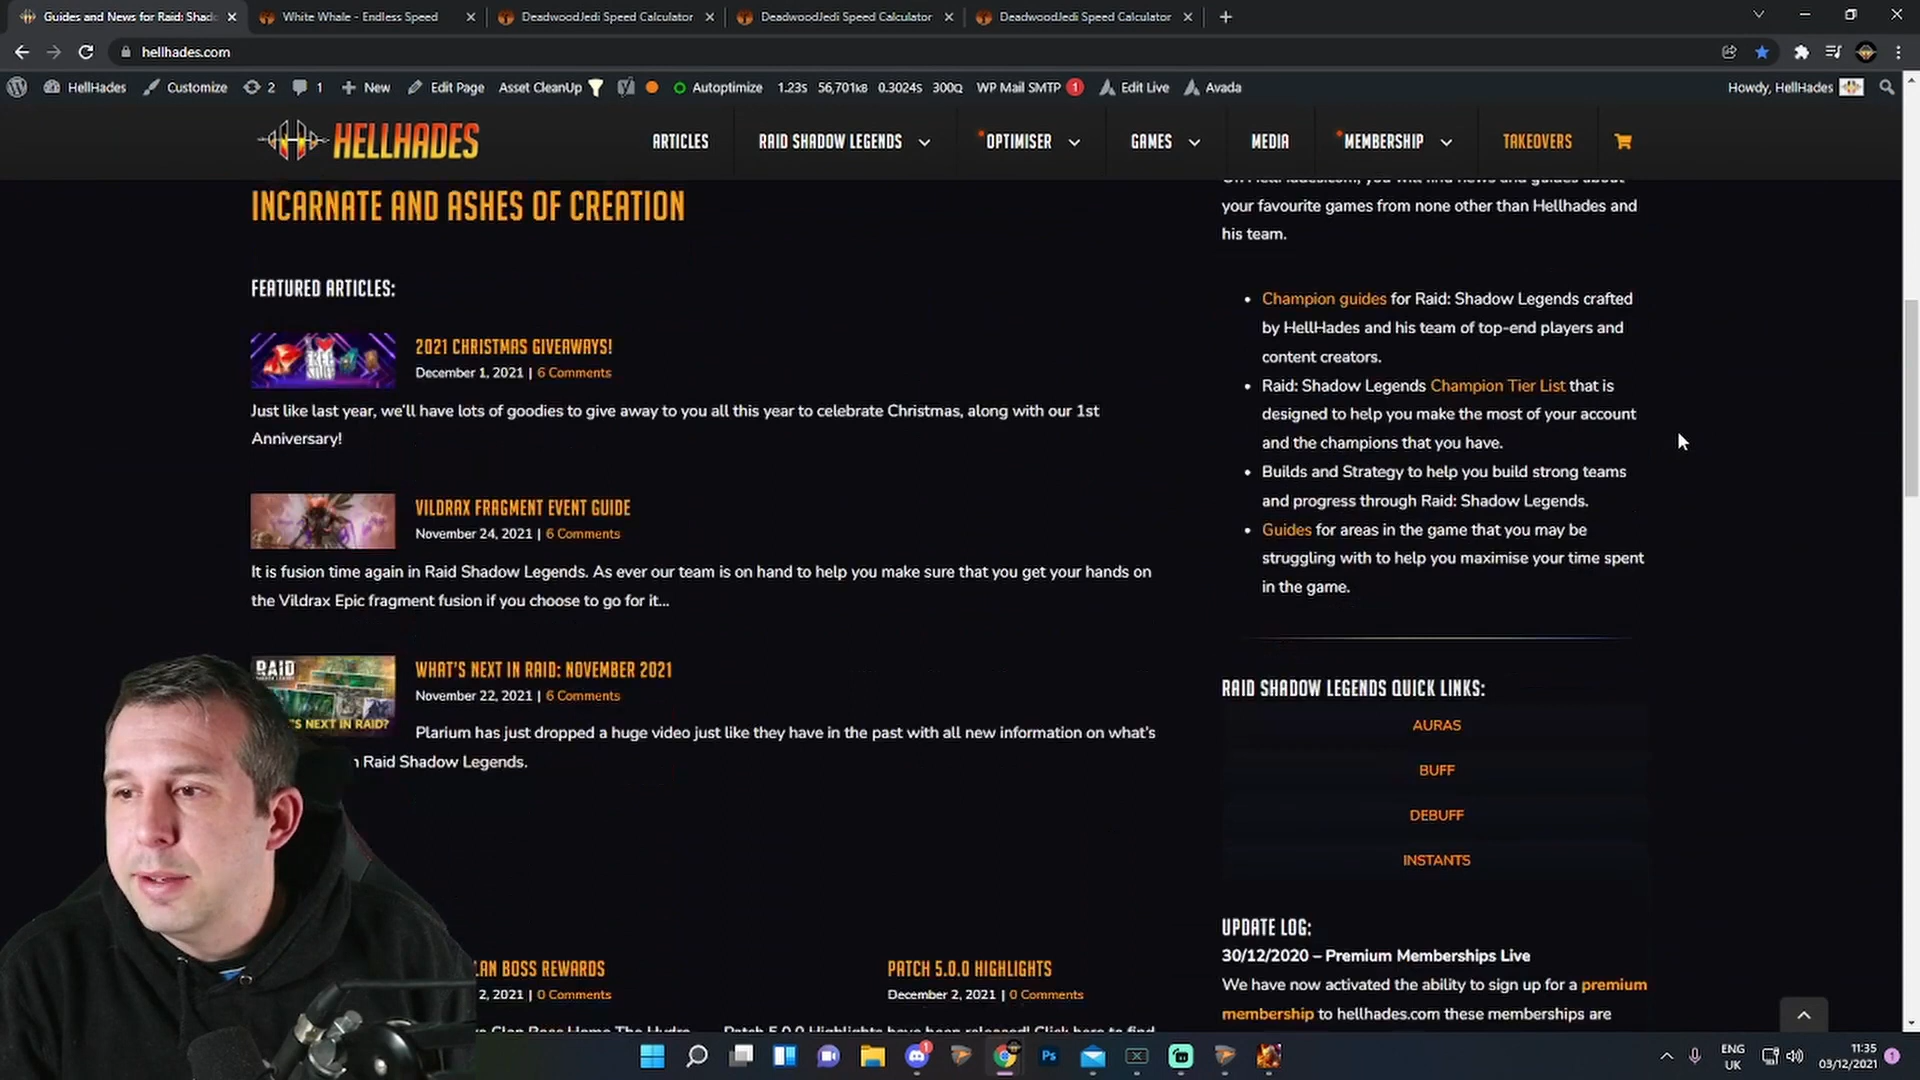 Guides and News for Raid: Shad
White Whale - Endless Speed
DeadwoodJedi Speed Calculator
DeadwoodJedi Speed Calculator
DeadwoodJedi Speed Calculator
hellhades.com
HellHades
Customize
2
1
New
Edit Page
Asset CleanUp
Autoptimize
1.23s
56,701kB
0.3024s
300Q
WP Mail SMTP
1
Edit Live
Avada
Howdy, HellHades
HELLHADES
ARTICLES
RAID SHADOW LEGENDS
OPTIMISER
GAMES
MEDIA
MEMBERSHIP
TAKEOVERS
INCARNATE AND ASHES OF CREATION
FEATURED ARTICLES:
2021 CHRISTMAS GIVEAWAYS!
December 1, 2021 | 6 Comments
Just like last year, we'll have lots of goodies to give away to you all this year to celebrate Christmas, along with our 1st
Anniversary!
VILDRAX FRAGMENT EVENT GUIDE
November 24, 2021 | 6 Comments
It is fusion time again in Raid Shadow Legends. As ever our team is on hand to help you make sure that you get your hands on
the Vildrax Epic fragment fusion if you choose to go for it...
RAID
'S NEXT IN RAID?
WHAT'S NEXT IN RAID: NOVEMBER 2021
November 22, 2021 | 6 Comments
Plarium has just dropped a huge video just like they have in the past with all new information on what's
n Raid Shadow Legends.
LAN BOSS REWARDS
2, 2021 | 0 Comments
PATCH 5.0.0 HIGHLIGHTS
December 2, 2021 | 0 Comments
Patch 5.0.0 Highlights have been released! Click here to find
On HellHades.com, you will find news and guides about
your favourite games from none other than Hellhades and
his team.
Champion guides for Raid: Shadow Legends crafted
by HellHades and his team of top-end players and
content creators.
Raid: Shadow Legends Champion Tier List that is
designed to help you make the most of your account
and the champions that you have.
Builds and Strategy to help you build strong teams
and progress through Raid: Shadow Legends.
Guides for areas in the game that you may be
struggling with to help you maximise your time spent
in the game.
RAID SHADOW LEGENDS QUICK LINKS:
AURAS
BUFF
DEBUFF
INSTANTS
UPDATE LOG:
30/12/2020 – Premium Memberships Live
We have now activated the ability to sign up for a premium
membership to hellhades.com these memberships are
1
Ps
ENG
UK
11:35
03/12/2021
1